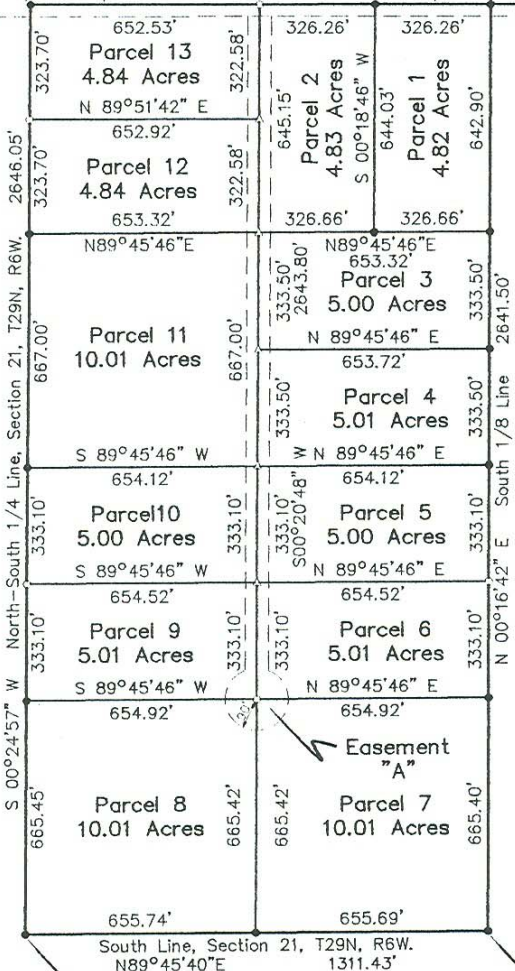 652.53'
326.26'
326.26'
323.70'
Parcel 13
4.84 Acres
322.58'
645.15'
Parcel 2
4.83 Acres
S 00°18'46" W
644.03'
Parcel 1
4.82 Acres
642.90'
N 89°51'42" E
652.92'
2646.05'
323.70'
Parcel 12
4.84 Acres
322.58'
653.32'
326.66'
326.66'
N89°45'46"E
N89°45'46"E
653.32'
333.50'
2643.80'
Parcel 3
5.00 Acres
333.50'
2641.50'
N 89°45'46" E
653.72'
667.00'
Parcel 11
10.01 Acres
667.00'
333.50'
Parcel 4
5.01 Acres
333.50'
S 89°45'46" W
N 89°45'46" E
654.12'
654.12'
333.10'
Parcel10
5.00 Acres
333.10'
333.10'
S00°20'48" W
Parcel 5
5.00 Acres
333.10'
S 89°45'46" W
N 89°45'46" E
654.52'
654.52'
333.10'
Parcel 9
5.01 Acres
333.10'
333.10'
Parcel 6
5.01 Acres
333.10'
S 89°45'46" W
N 89°45'46" E
654.92'
654.92'
Easement
"A"
665.45'
Parcel 8
10.01 Acres
665.42'
665.42'
Parcel 7
10.01 Acres
665.40'
655.74'
655.69'
South Line, Section 21, T29N, R6W.
N89°45'40"E 1311.43'
S 00°24'57" W North-South 1/4 Line, Section 21, T29N, R6W.
N 00°16'42" E South 1/8 Line